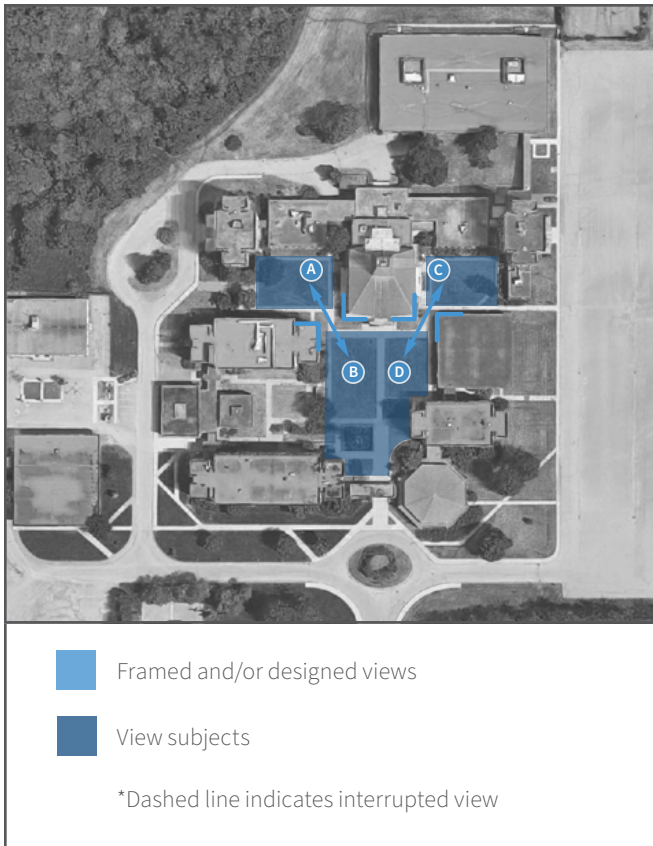 A
C
B
D
Framed and/or designed views
View subjects
*Dashed line indicates interrupted view